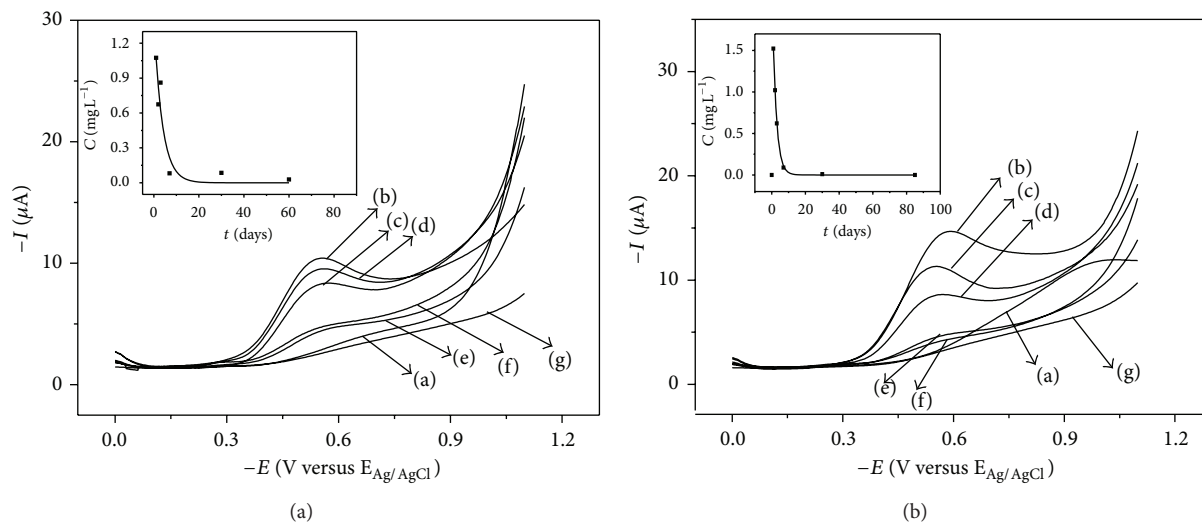 30
20
10
0
−I (μA)
0.0
0.3
0.6
0.9
1.2
−E (V versus E_Ag/AgCl)
1.2
0.9
0.6
0.3
0.0
C (mg L⁻¹)
0
20
40
60
80
t (days)
(b)
(c)
(d)
(e)
(f)
(g)
(a)
(a)
30
20
10
0
−I (μA)
0.0
0.3
0.6
0.9
1.2
−E (V versus E_Ag/AgCl)
1.5
1.0
0.5
0.0
C (mg L⁻¹)
0
20
40
60
80
100
t (days)
(b)
(c)
(d)
(e)
(f)
(a)
(g)
(b)